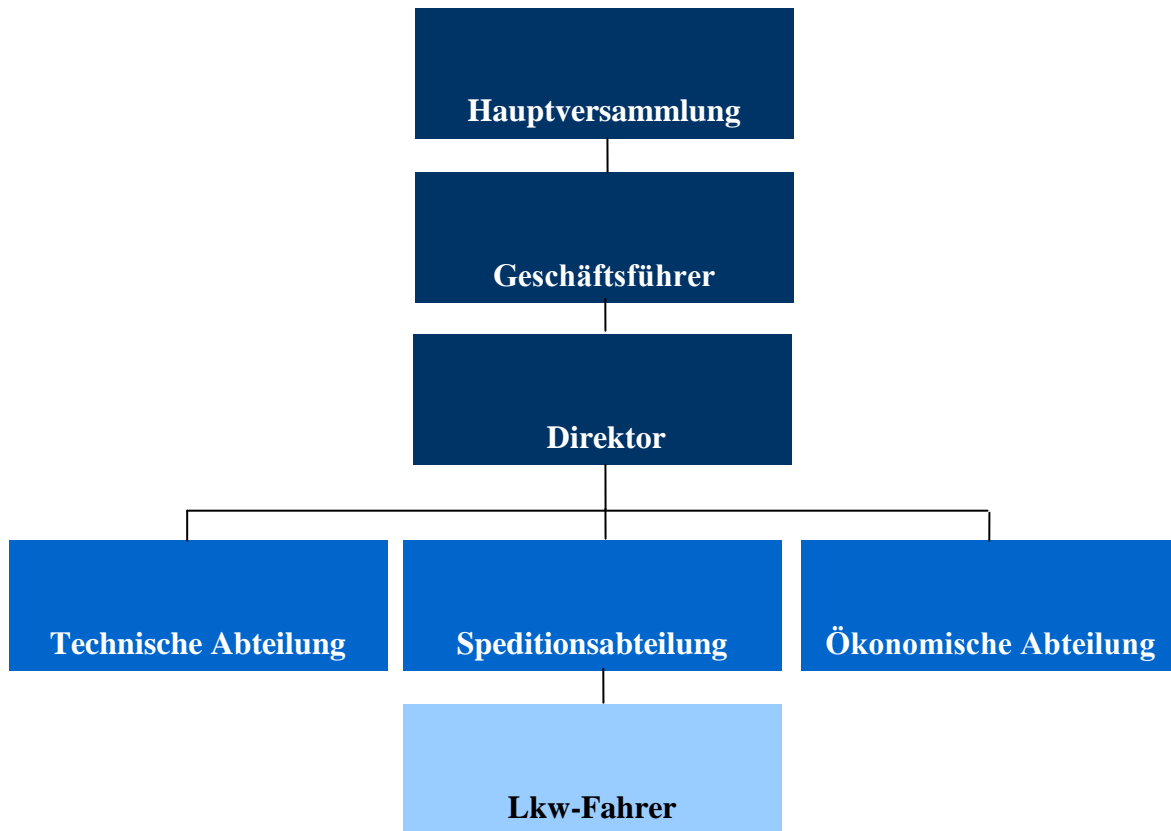 Hauptversammlung
Geschäftsführer
Direktor
Technische Abteilung
Speditionsabteilung
Ökonomische Abteilung
Lkw-Fahrer